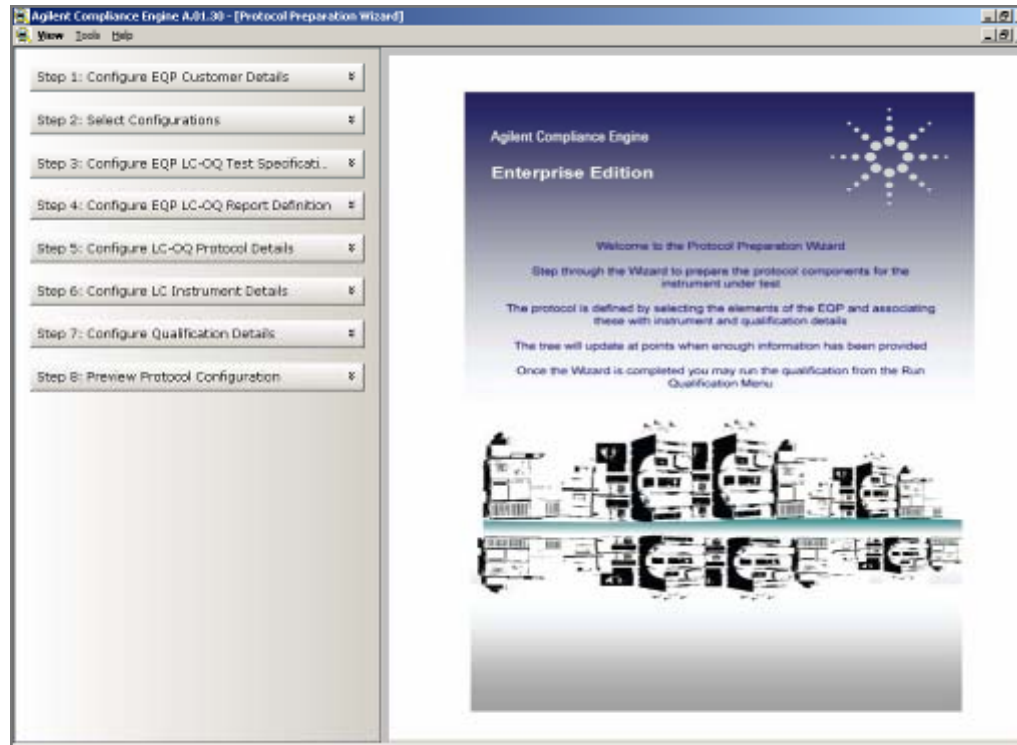 Agilent Compliance Engine A.01.30 - [Protocol Preparation Wizard]
View Tools Help
Step 1: Configure EQP Customer Details
Step 2: Select Configurations
Step 3: Configure EQP LC-OQ Test Specificati..
Step 4: Configure EQP LC-OQ Report Definition
Step 5: Configure LC-OQ Protocol Details
Step 6: Configure LC Instrument Details
Step 7: Configure Qualification Details
Step 8: Preview Protocol Configuration
Agilent Compliance Engine
Enterprise Edition
Welcome to the Protocol Preparation Wizard
Step through the Wizard to prepare the protocol components for the
instrument under test
The protocol is defined by selecting the elements of the EQP and associating
these with instrument and qualification details
The tree will update at points when enough information has been provided
Once the Wizard is completed you may run the qualification from the Run
Qualification Menu